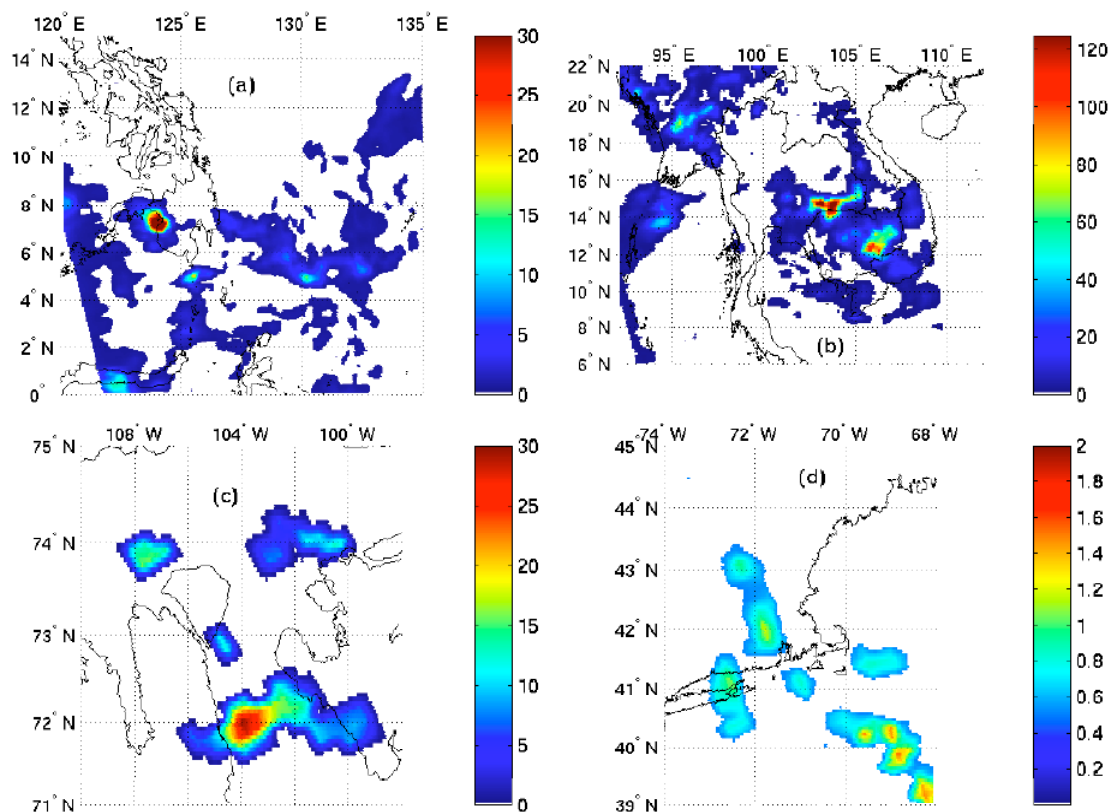 120° E 125° E 130° E 135° E
14° N
12° N
10° N
8° N
6° N
4° N
2° N
0°
(a)
30
25
20
15
10
5
0
95° E 100° E 105° E 110° E
22° N
20° N
18° N
16° N
14° N
12° N
10° N
8° N
6° N
(b)
120
100
80
60
40
20
0
108° W 104° W 100° W
75° N
74° N
73° N
72° N
71° N
(c)
30
25
20
15
10
5
0
74° W 72° W 70° W 68° W
45° N
44° N
43° N
42° N
41° N
40° N
39° N
(d)
2
1.8
1.6
1.4
1.2
1
0.8
0.6
0.4
0.2